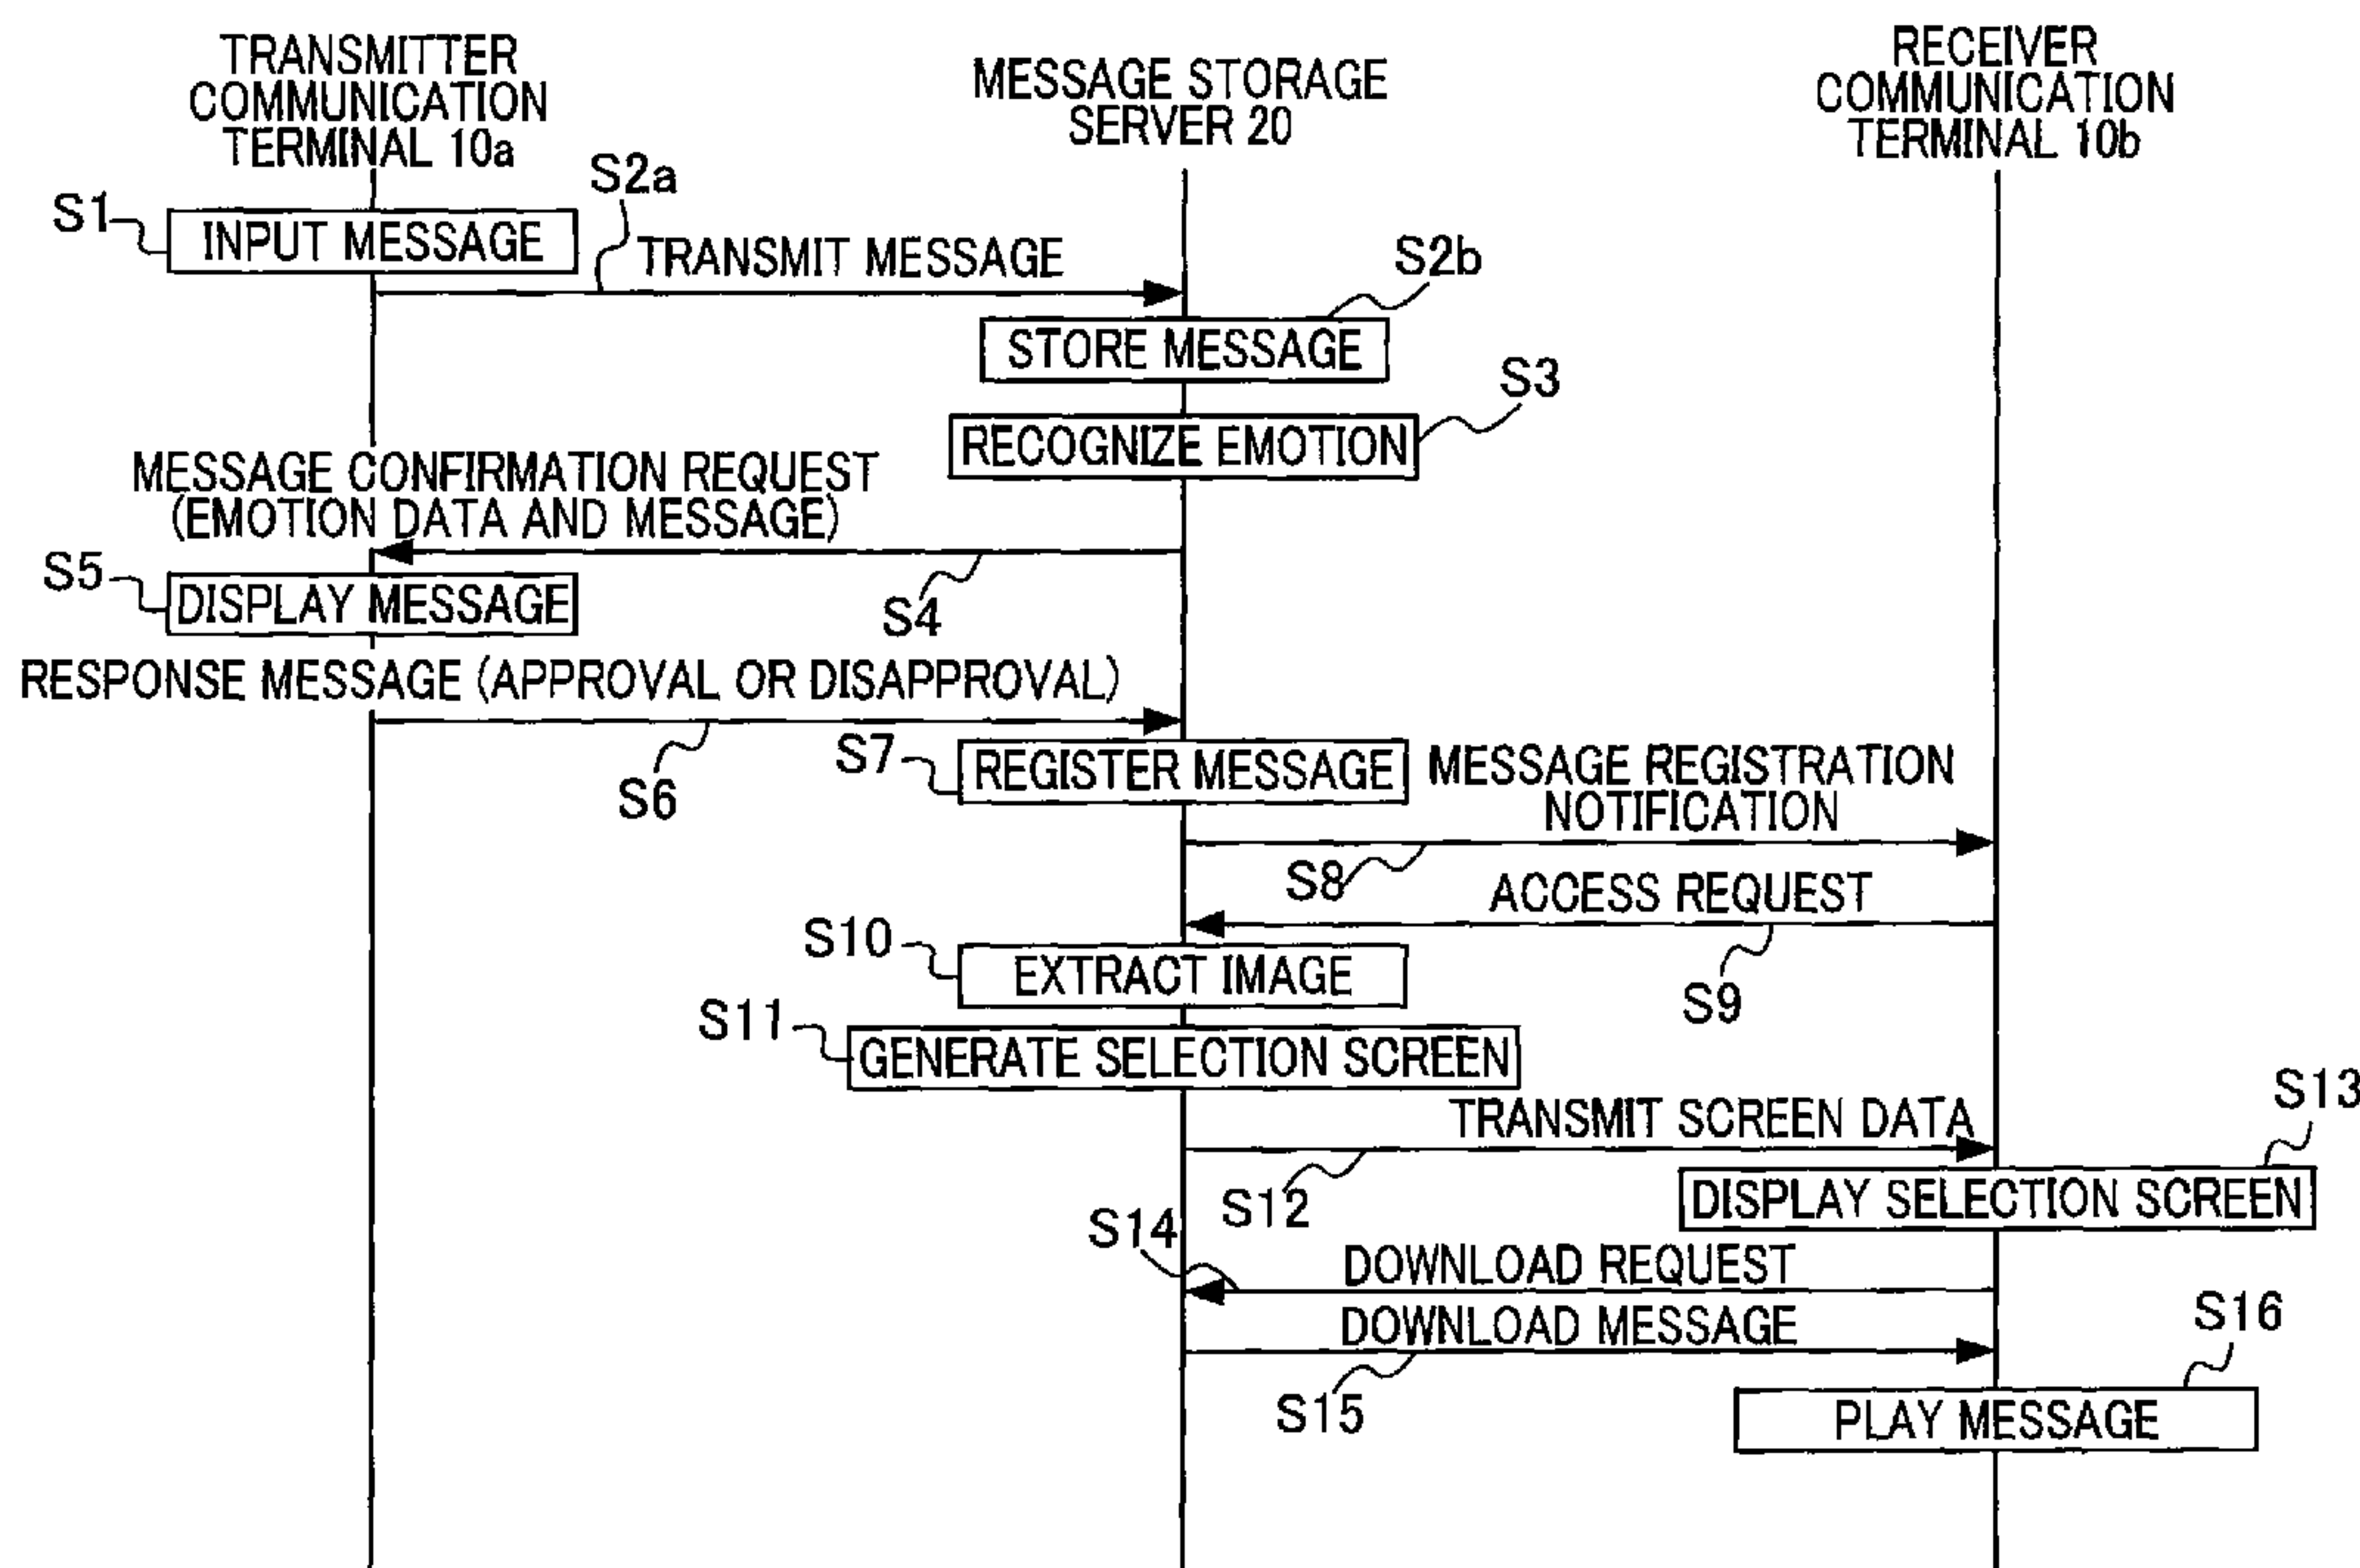 TRANSMITTER
COMMUNICATION
TERMINAL 10a
MESSAGE STORAGE
SERVER 20
RECEIVER
COMMUNICATION
TERMINAL 10b
S1
INPUT MESSAGE
S2a
TRANSMIT MESSAGE
S2b
STORE MESSAGE
S3
RECOGNIZE EMOTION
MESSAGE CONFIRMATION REQUEST
(EMOTION DATA AND MESSAGE)
S4
S5
DISPLAY MESSAGE
RESPONSE MESSAGE (APPROVAL OR DISAPPROVAL)
S6
S7
REGISTER MESSAGE
MESSAGE REGISTRATION
NOTIFICATION
S8
ACCESS REQUEST
S9
S10
EXTRACT IMAGE
S11
GENERATE SELECTION SCREEN
TRANSMIT SCREEN DATA
S12
S13
DISPLAY SELECTION SCREEN
S14
DOWNLOAD REQUEST
DOWNLOAD MESSAGE
S15
S16
PLAY MESSAGE